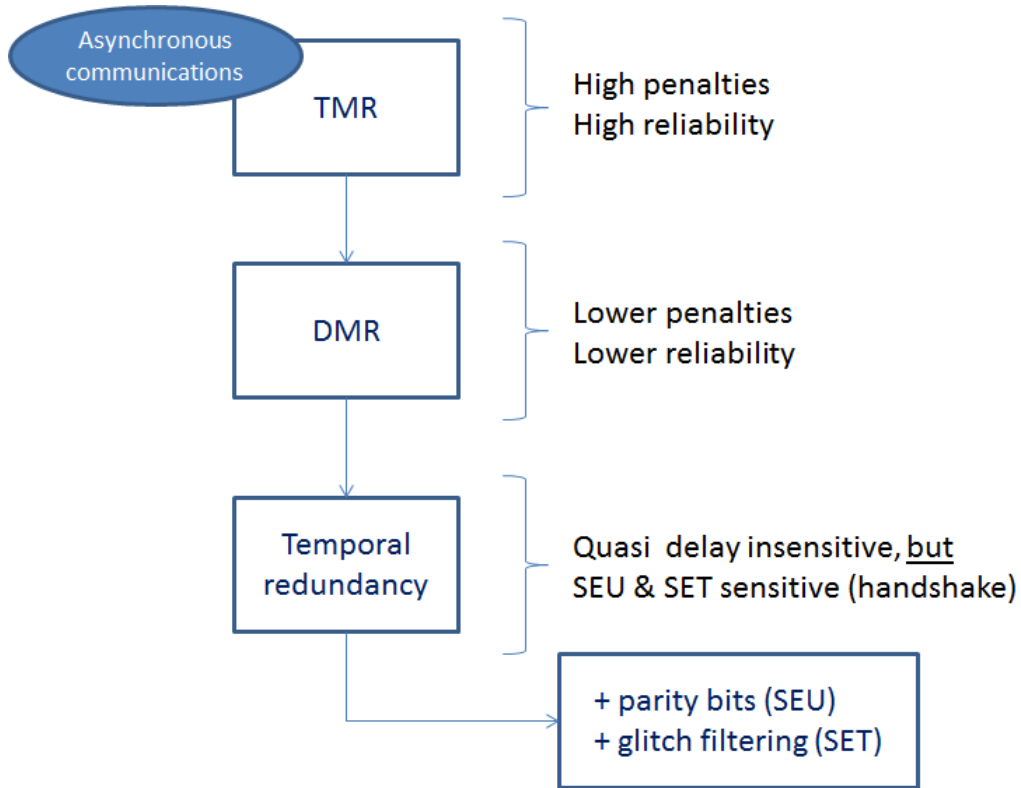 Asynchronous
communications
TMR
High penalties
High reliability
DMR
Lower penalties
Lower reliability
Temporal
redundancy
Quasi delay insensitive, but
SEU & SET sensitive (handshake)
+ parity bits (SEU)
+ glitch filtering (SET)